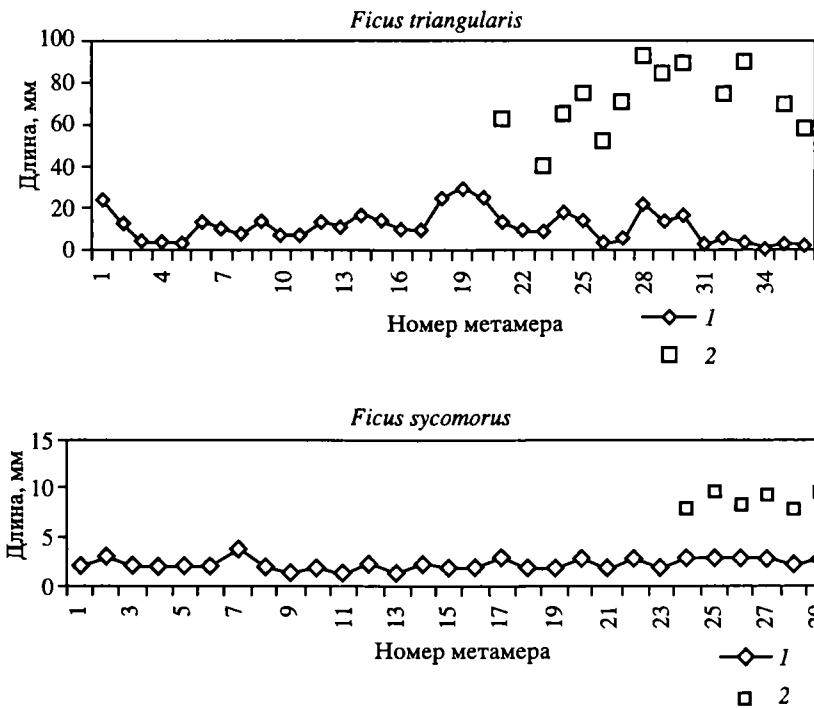 Ficus triangularis
100
80
60
40
20
0
Длина, мм
1 4 7 10 13 16 19 22 25 28 31 34
Номер метамера
1
2
Ficus sycomorus
15
10
5
0
Длина, мм
1 3 5 7 9 11 13 15 17 19 21 23 25 27 29
Номер метамера
1
2